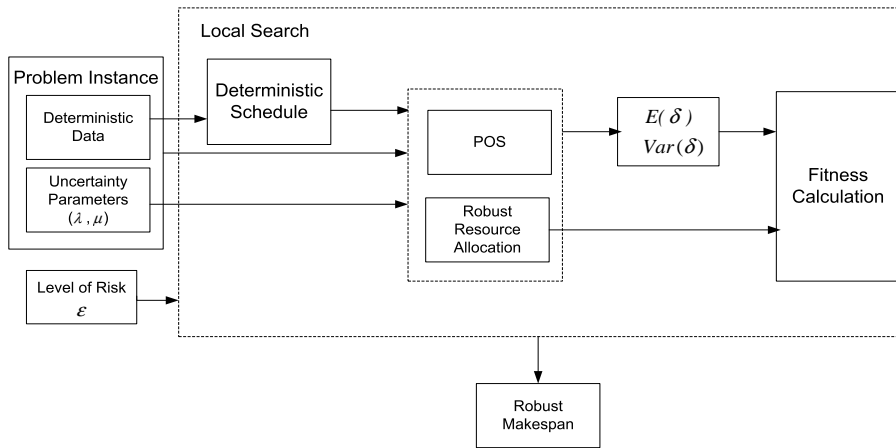 Local Search
Problem Instance
Deterministic
Data
Uncertainty
Parameters
(λ , μ)
Level of Risk
ε
Deterministic
Schedule
POS
Robust
Resource
Allocation
E( δ )
Var(δ)
Fitness
Calculation
Robust
Makespan